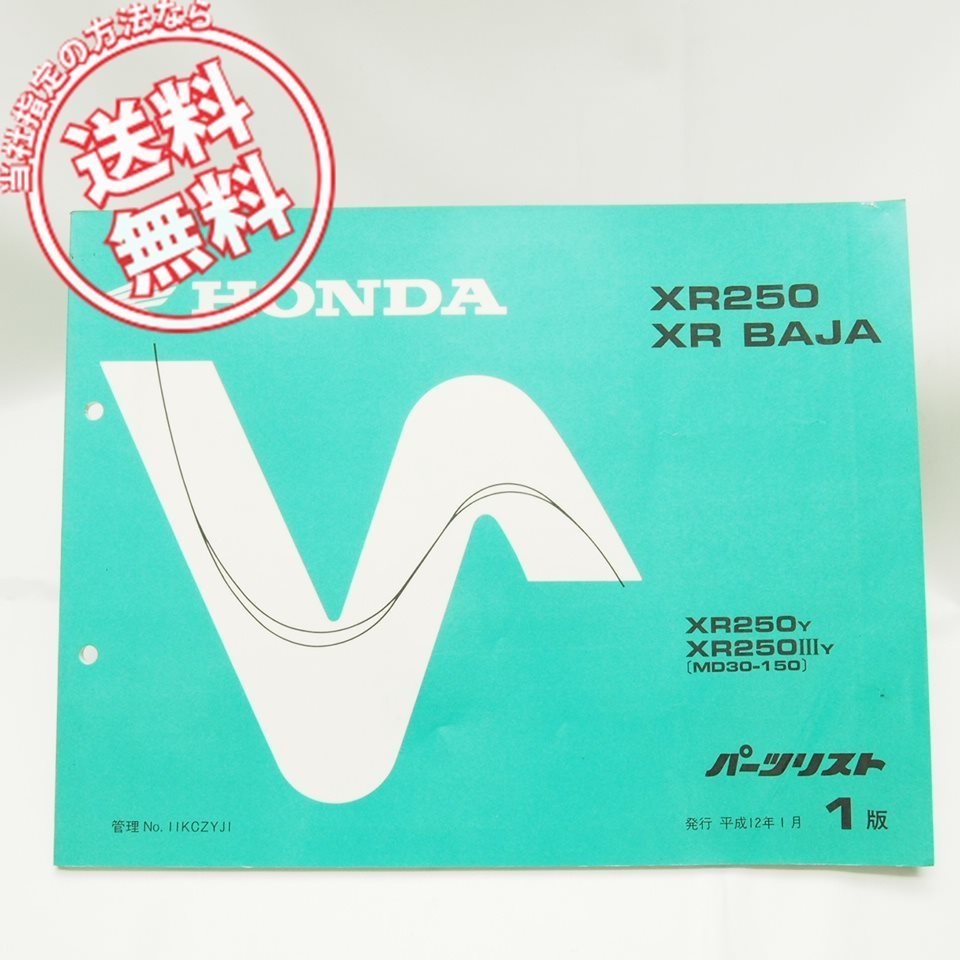 当社指定の方法なら
送料
無料
HONDA
XR250
XR BAJA
XR250Y
XR250IIIY
〔MD30-150〕
パーツリスト
管理 No. 11KCZYJ1
発行 平成12年1月 1版